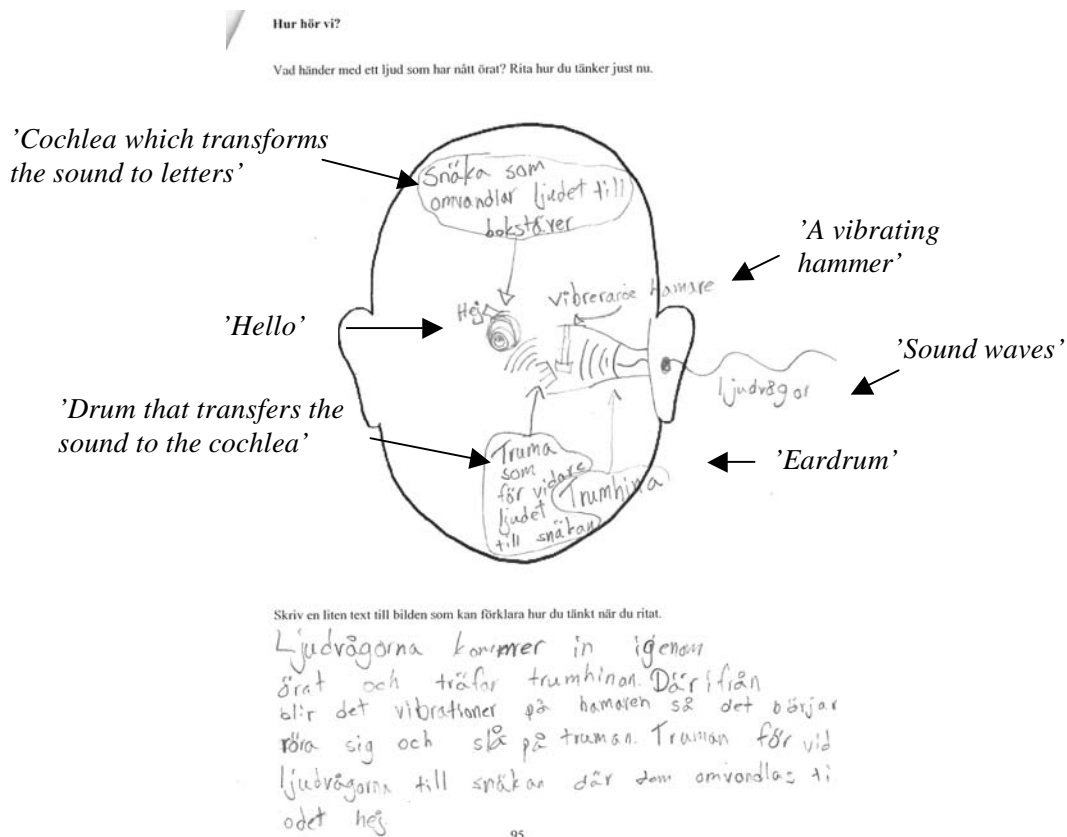 Hur hör vi?
Vad händer med ett ljud som har nått örat? Rita hur du tänker just nu.
’Cochlea which transforms
the sound to letters’
Snäka som
omvandlar ljudet till
bokstäver
’A vibrating
hammer’
vibrerande hamare
Hej
’Hello’
’Sound waves’
ljudvågor
’Drum that transfers the
sound to the cochlea’
Truma
som
för vidare
ljudet
till snäkan
Trumhina
’Eardrum’
Skriv en liten text till bilden som kan förklara hur du tänkt när du ritat.
Ljudvågorna kommer in igenom
örat och träfar trumhinan. Därifrån
blir det vibrationer på hamaren så det börjar
röra sig och slå på truman. Truman för vid
ljudvågorna till snäkan där dom omvandlas ti
odet hej
95